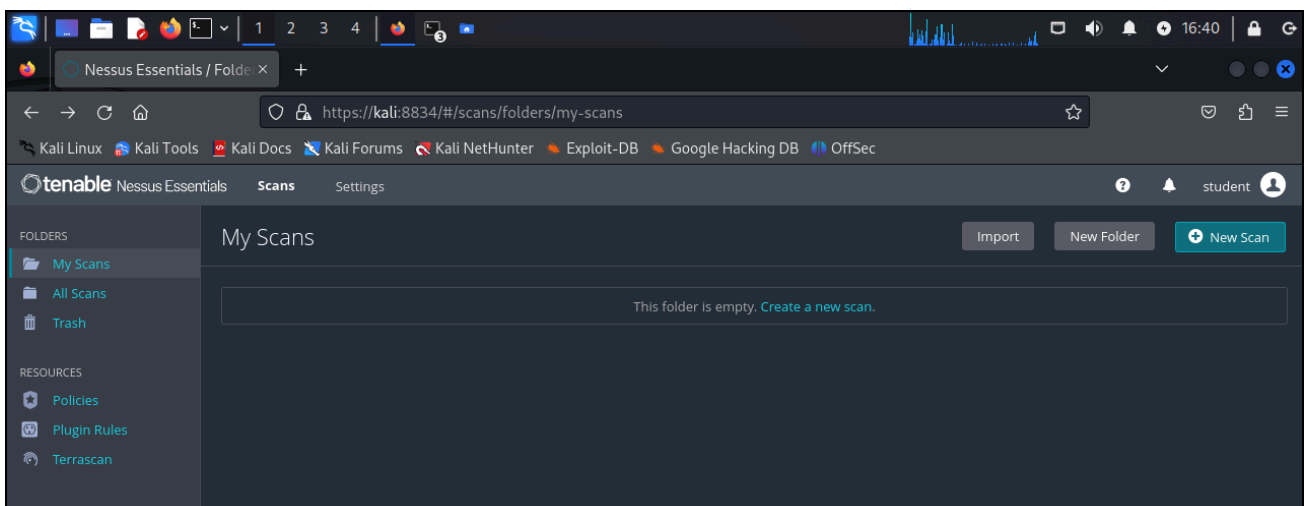 1 2 3 4 3 16:40
Nessus Essentials / Folde
https://kali:8834/#/scans/folders/my-scans
Kali Linux Kali Tools Kali Docs Kali Forums Kali NetHunter Exploit-DB Google Hacking DB OffSec
tenable Nessus Essentials Scans Settings student
FOLDERS
My Scans
All Scans
Trash
RESOURCES
Policies
Plugin Rules
Terrascan
My Scans
Import New Folder New Scan
This folder is empty. Create a new scan.